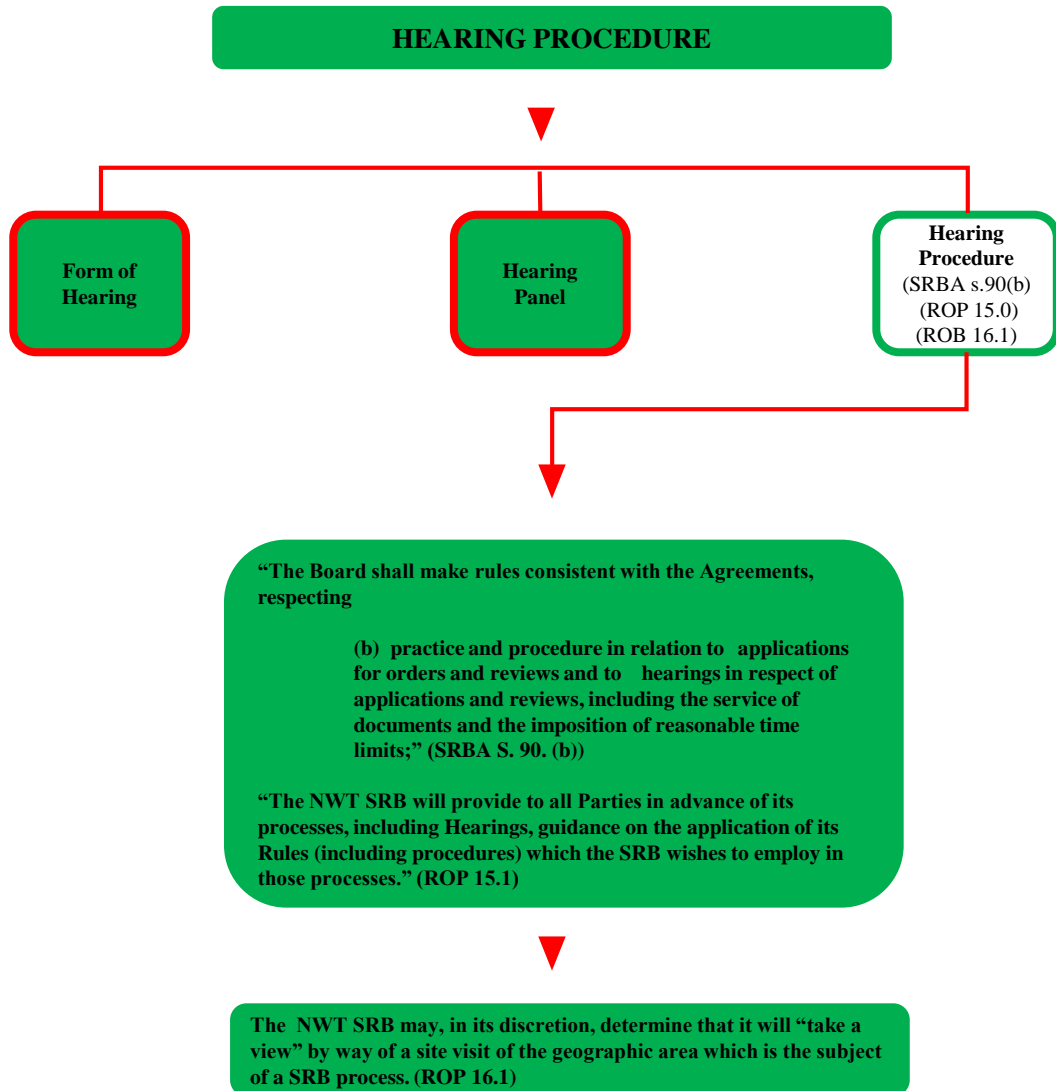 HEARING PROCEDURE
Form of
Hearing
Hearing
Panel
Hearing
Procedure
(SRBA s.90(b)
(ROP 15.0)
(ROB 16.1)
“The Board shall make rules consistent with the Agreements,
respecting
(b) practice and procedure in relation to applications
for orders and reviews and to hearings in respect of
applications and reviews, including the service of
documents and the imposition of reasonable time
limits;” (SRBA S. 90. (b))
“The NWT SRB will provide to all Parties in advance of its
processes, including Hearings, guidance on the application of its
Rules (including procedures) which the SRB wishes to employ in
those processes.” (ROP 15.1)
The NWT SRB may, in its discretion, determine that it will “take a
view” by way of a site visit of the geographic area which is the subject
of a SRB process. (ROP 16.1)